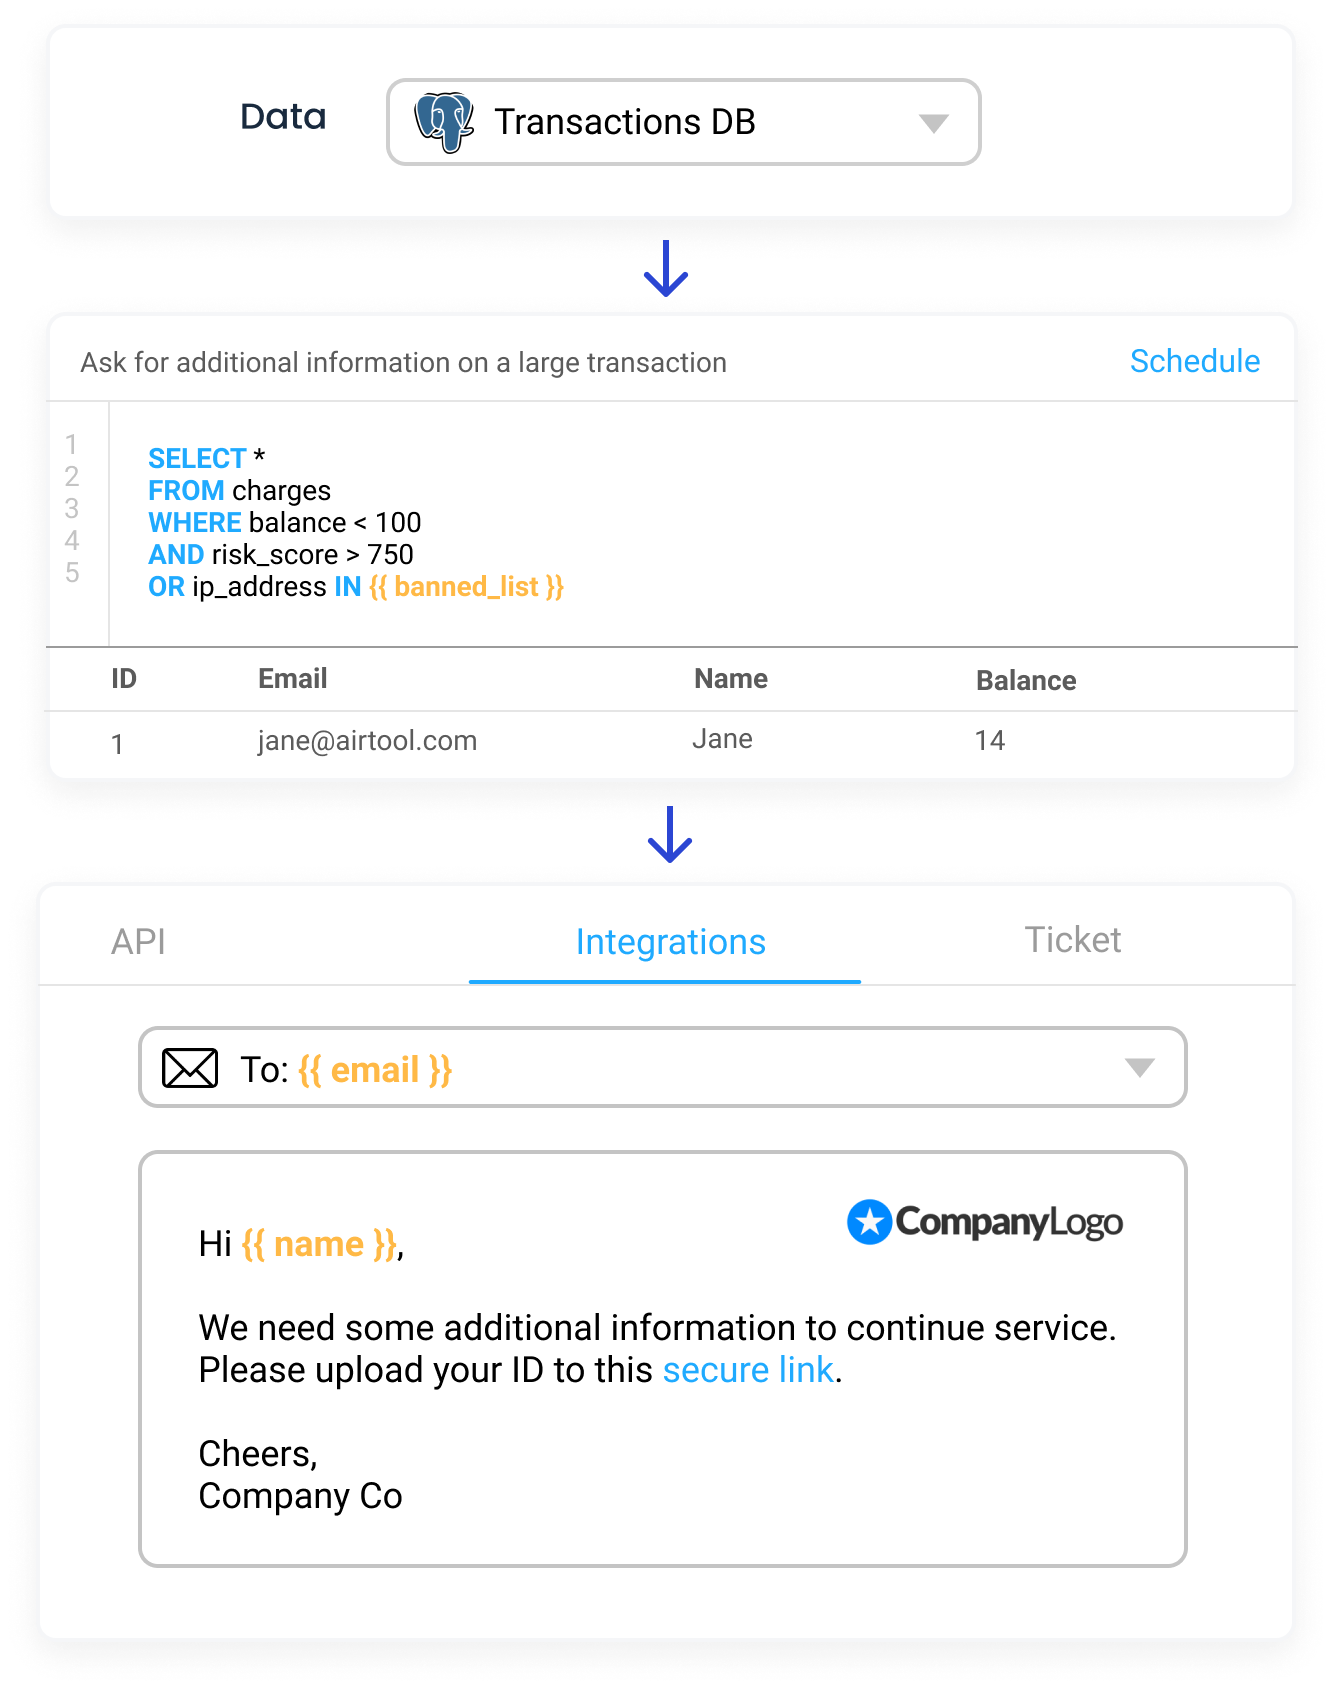 Data
Transactions DB
Ask for additional information on a large transaction
Schedule
1
2
3
4
5
SELECT *
FROM charges
WHERE balance < 100
AND risk_score > 750
OR ip_address IN {{ banned_list }}
ID Email Name Balance
1 jane@airtool.com Jane 14
API Integrations Ticket
To: {{ email }}
CompanyLogo
Hi {{ name }},
We need some additional information to continue service.
Please upload your ID to this secure link.
Cheers,
Company Co